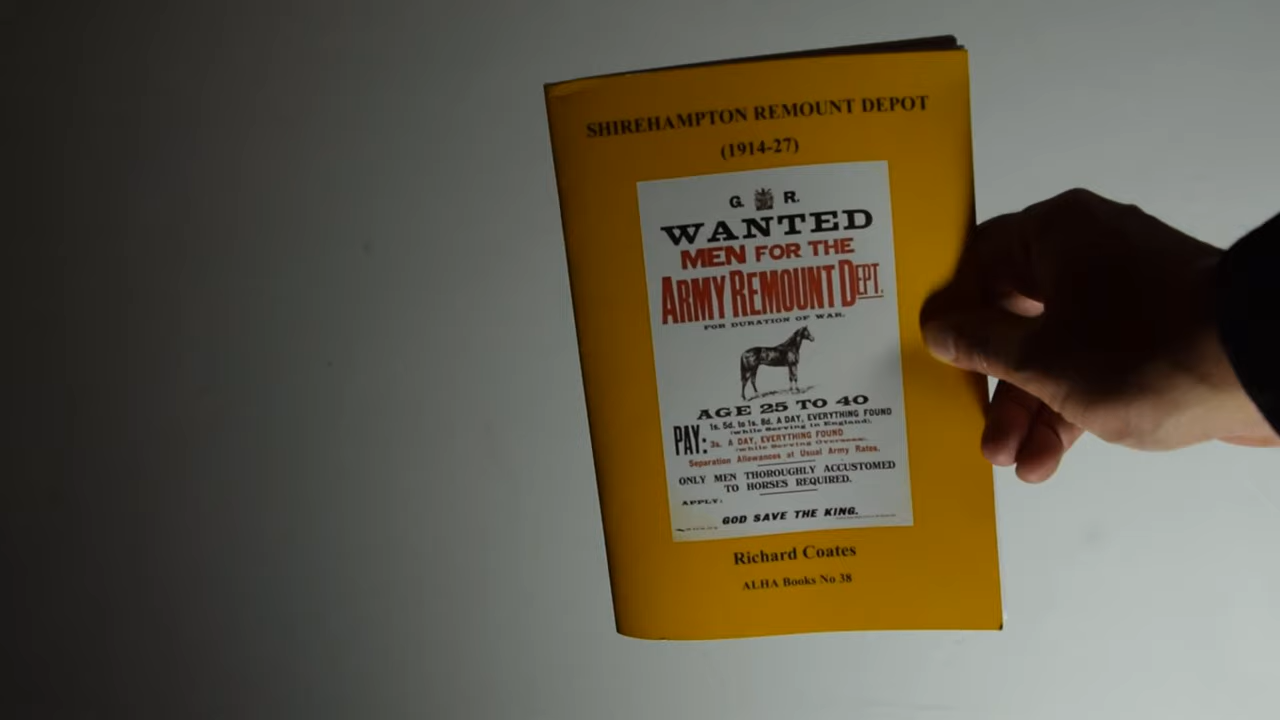 SHIREHAMPTON REMOUNT DEPOT
(1914-27)
G. R.
WANTED
MEN FOR THE
ARMY REMOUNT DEPT.
FOR DURATION OF WAR.
AGE 25 TO 40
PAY: 1s. 5d. to 1s. 8d. A DAY, EVERYTHING FOUND
(while Serving in England).
3s. A DAY, EVERYTHING FOUND
(while Serving Overseas).
Separation Allowances at Usual Army Rates.
ONLY MEN THOROUGHLY ACCUSTOMED
TO HORSES REQUIRED.
APPLY:
GOD SAVE THE KING.
Richard Coates
ALHA Books No 38